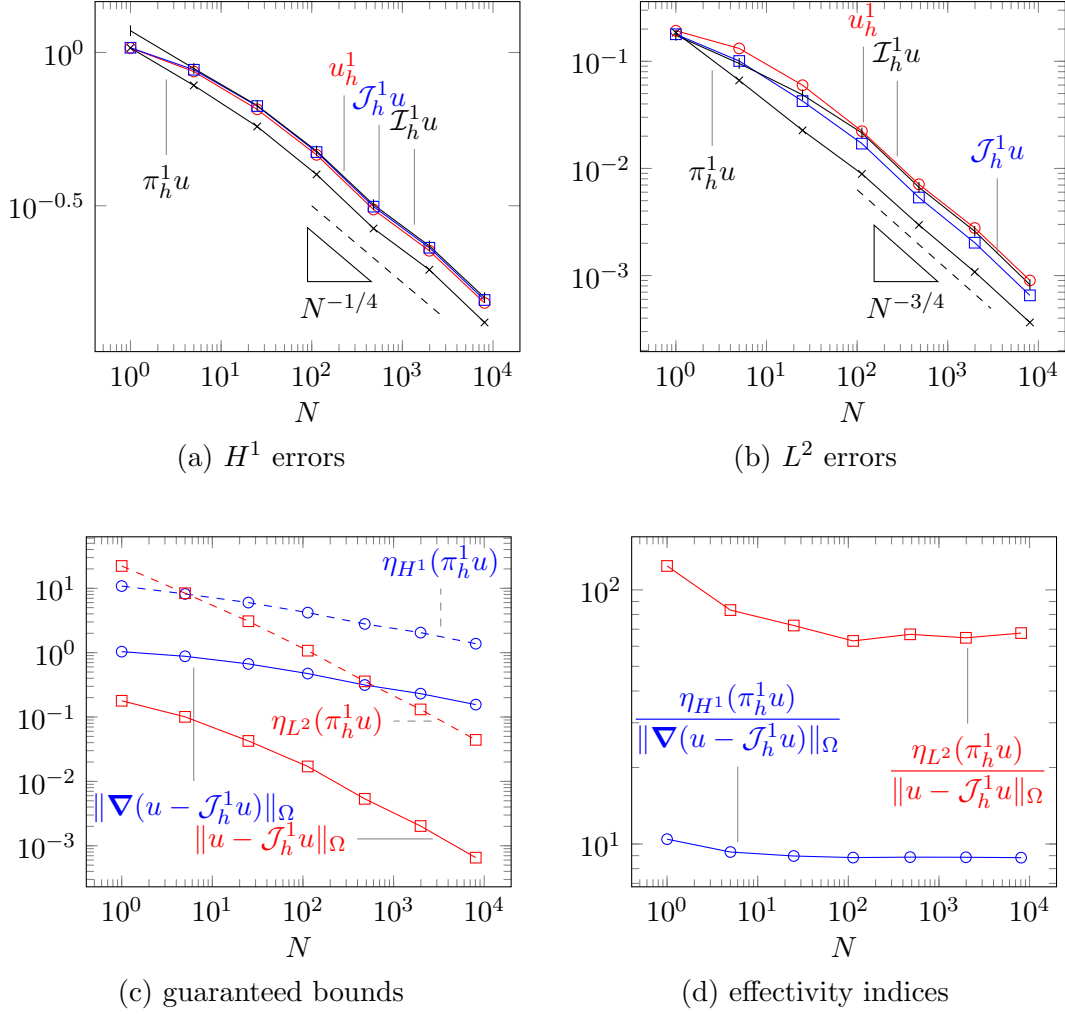 10^0
10^{-0.5}
u_h^1
𝒥_h^1 u
ℐ_h^1 u
π_h^1 u
N^{-1/4}
10^0 10^1 10^2 10^3 10^4
N
(a) H^1 errors
10^{-1}
10^{-2}
10^{-3}
u_h^1
ℐ_h^1 u
𝒥_h^1 u
π_h^1 u
N^{-3/4}
10^0 10^1 10^2 10^3 10^4
N
(b) L^2 errors
10^1
10^0
10^{-1}
10^{-2}
10^{-3}
η_{H^1}(π_h^1 u)
η_{L^2}(π_h^1 u)
‖∇(u − 𝒥_h^1 u)‖_Ω
‖u − 𝒥_h^1 u‖_Ω
10^0 10^1 10^2 10^3 10^4
N
(c) guaranteed bounds
10^2
10^1
η_{H^1}(π_h^1 u)
‖∇(u − 𝒥_h^1 u)‖_Ω
η_{L^2}(π_h^1 u)
‖u − 𝒥_h^1 u‖_Ω
10^0 10^1 10^2 10^3 10^4
N
(d) effectivity indices